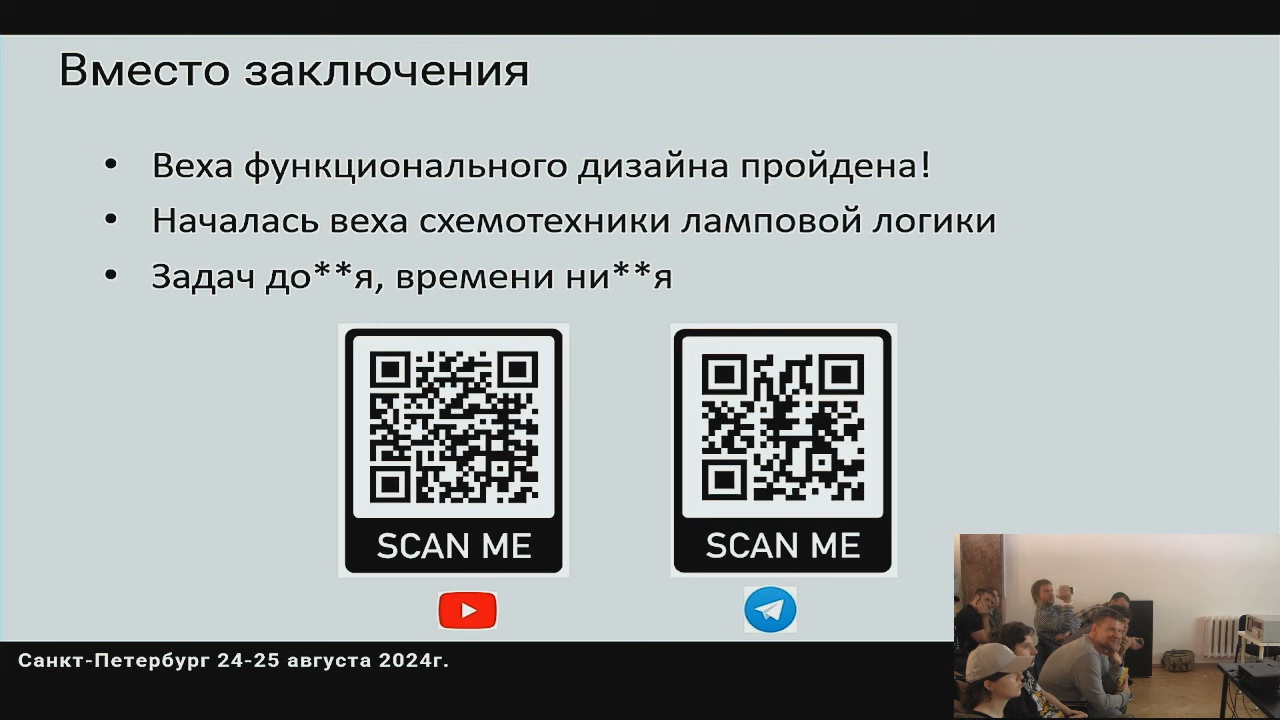 Вместо заключения
• Веха функционального дизайна пройдена!
• Началась веха схемотехники ламповой логики
• Задач до**я, времени ни**я
SCAN ME
SCAN ME
Санкт-Петербург 24-25 августа 2024г.